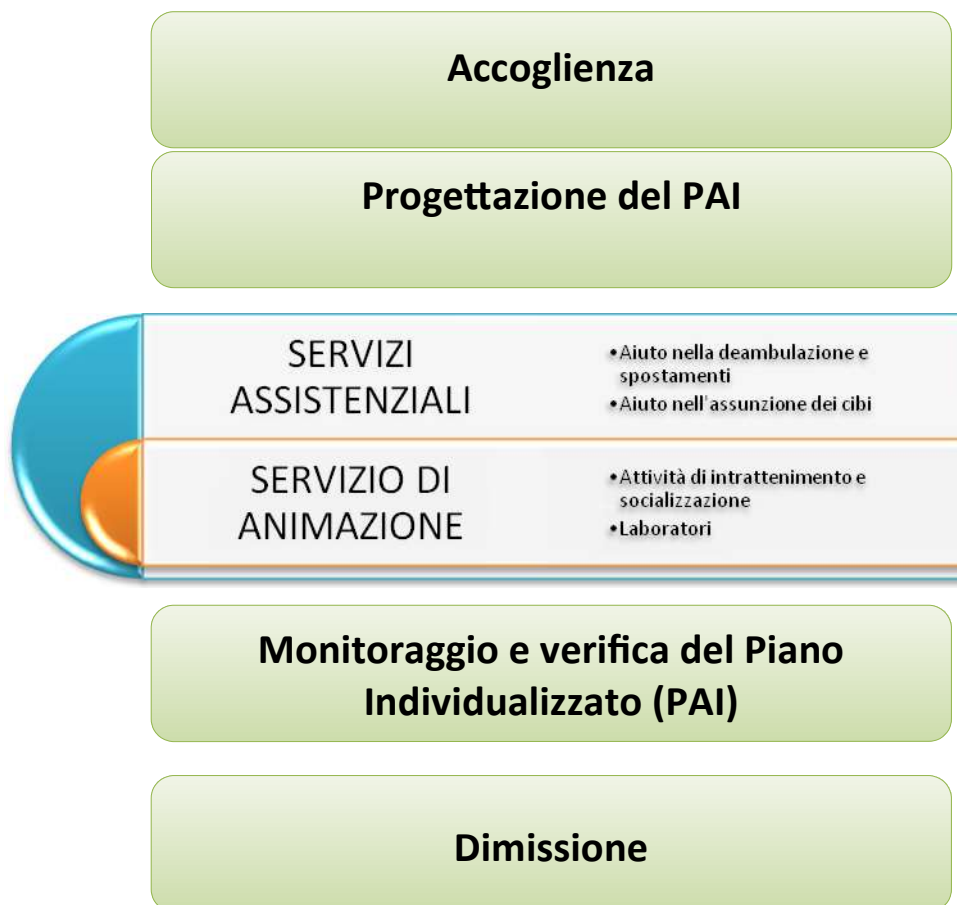 Accoglienza
Progettazione del PAI
SERVIZI
ASSISTENZIALI
•Aiuto nella deambulazione e
spostamenti
•Aiuto nell'assunzione dei cibi
SERVIZIO DI
ANIMAZIONE
•Attività di intrattenimento e
socializzazione
•Laboratori
Monitoraggio e verifica del Piano
Individualizzato (PAI)
Dimissione